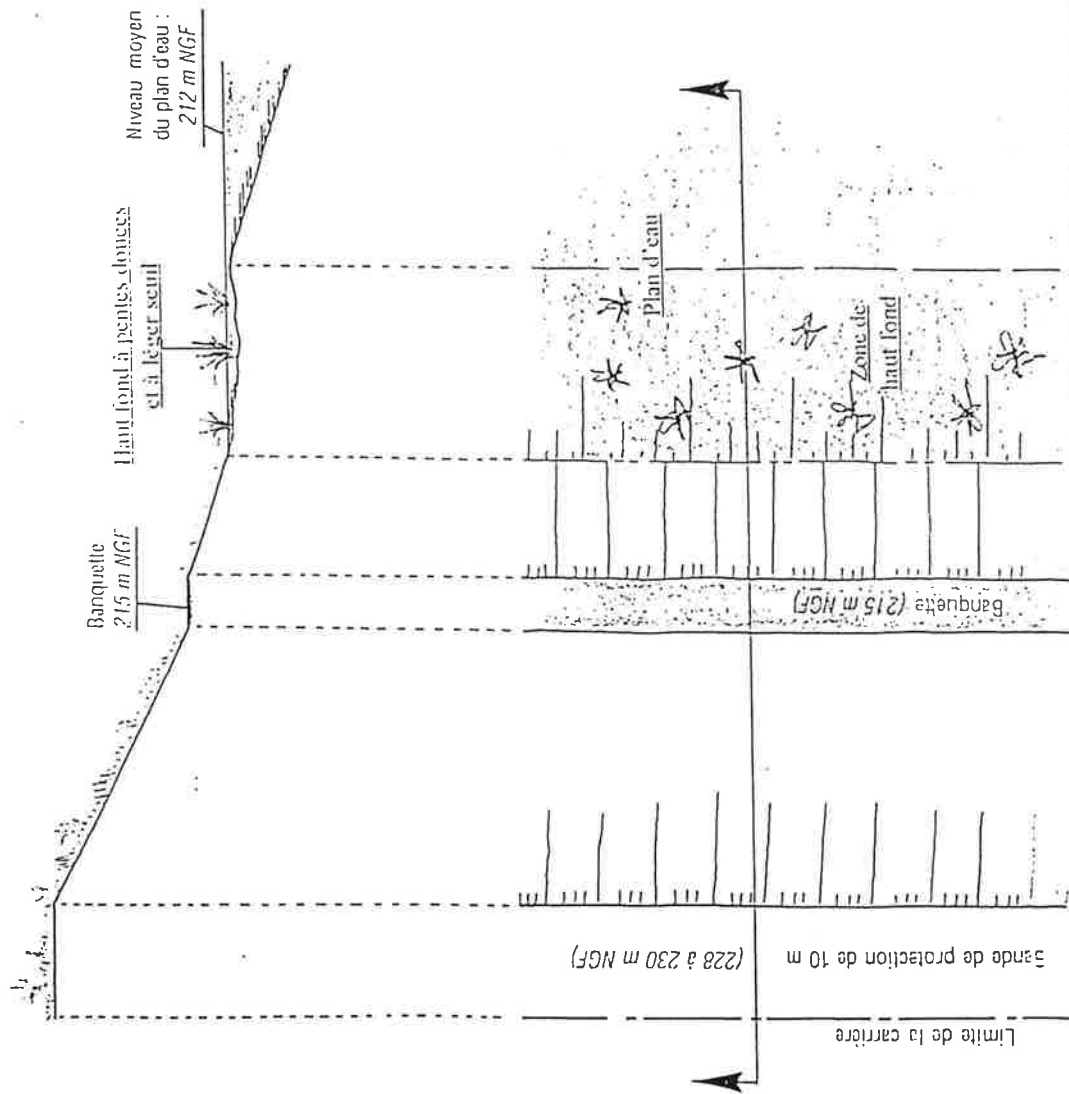 Niveau moyen
du plan d'eau :
212 m NGF
Haut fond à pentes douces
et à léger seuil
Banquette
215 m NGF
Plan d'eau
Zone de
haut fond
Banquette (215 m NGF)
Bande de protection de 10 m (228 à 230 m NGF)
Limite de la carrière